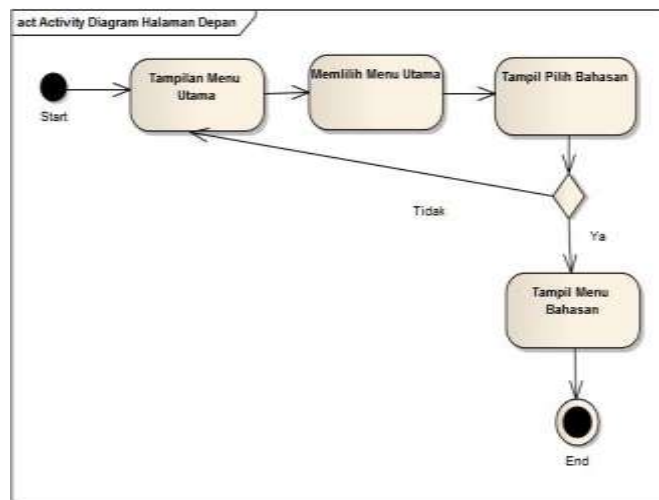 act Activity Diagram Halaman Depan
Tampilan Menu
Utama
Memlilih Menu Utama
Tampil Pilih Bahasan
Start
Tidak
Ya
Tampil Menu
Bahasan
End